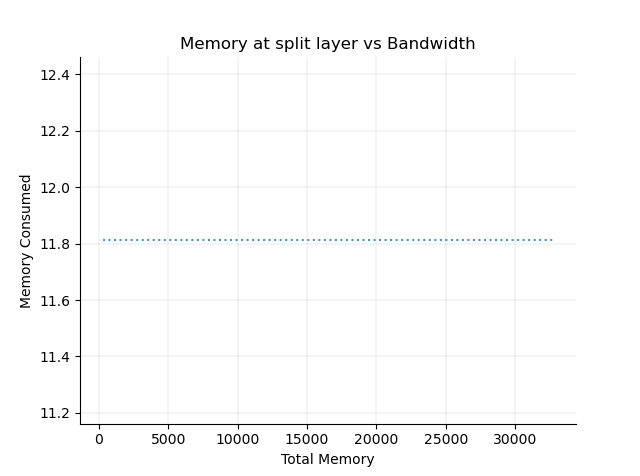 Memory at split layer vs Bandwidth
12.4
12.2
12.0
11.8
11.6
11.4
11.2
Memory Consumed
0 5000 10000 15000 20000 25000 30000
Total Memory